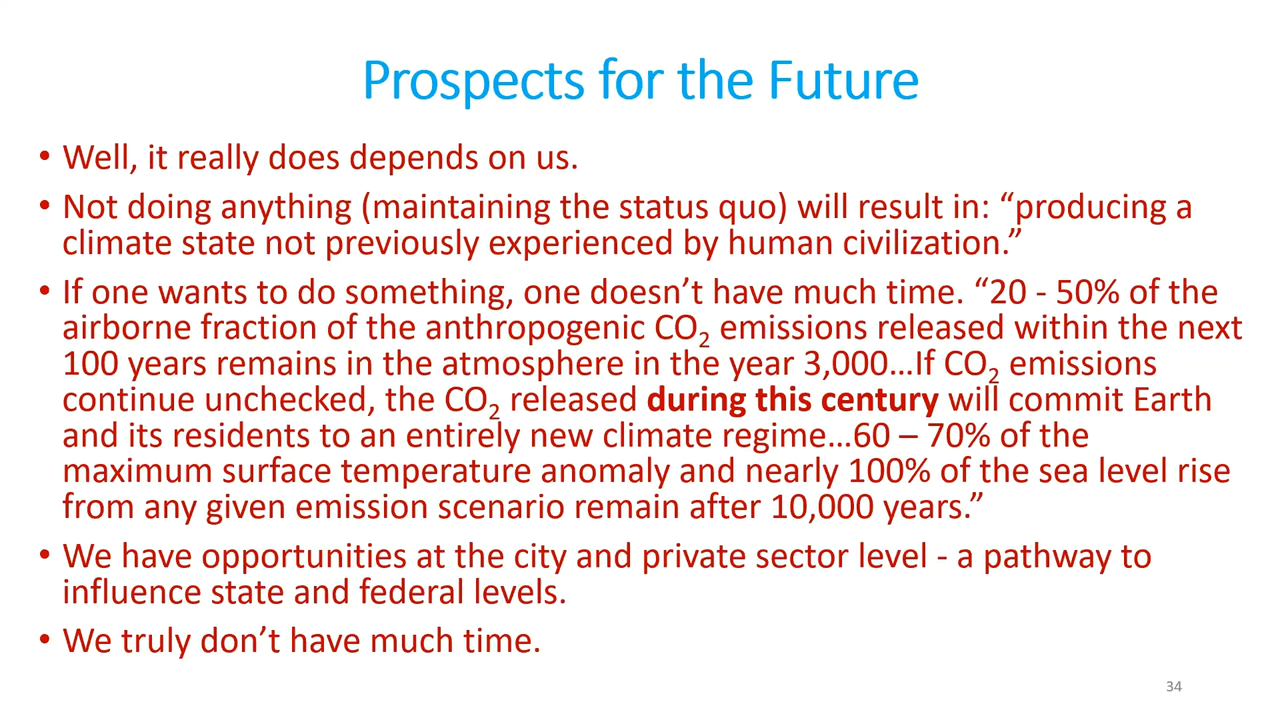 Prospects for the Future
• Well, it really does depends on us.
• Not doing anything (maintaining the status quo) will result in: “producing a
climate state not previously experienced by human civilization.”
• If one wants to do something, one doesn’t have much time. “20 - 50% of the
airborne fraction of the anthropogenic CO₂ emissions released within the next
100 years remains in the atmosphere in the year 3,000…If CO₂ emissions
continue unchecked, the CO₂ released during this century will commit Earth
and its residents to an entirely new climate regime…60 – 70% of the
maximum surface temperature anomaly and nearly 100% of the sea level rise
from any given emission scenario remain after 10,000 years.”
• We have opportunities at the city and private sector level - a pathway to
influence state and federal levels.
• We truly don’t have much time.
34